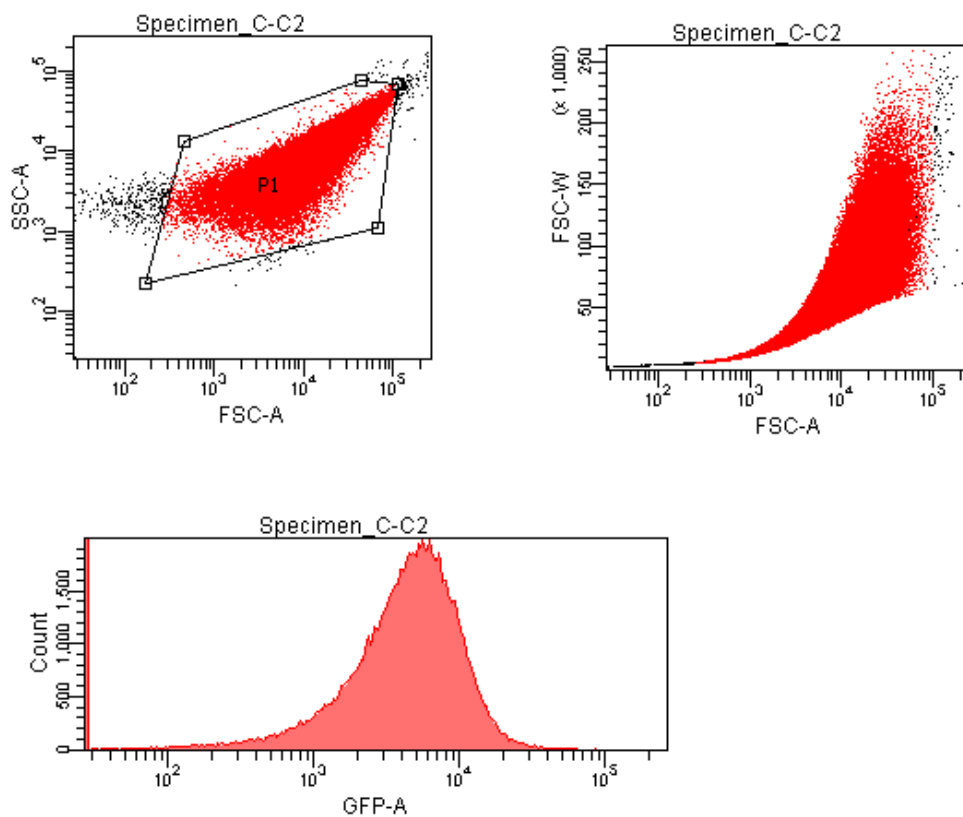 Specimen_C-C2
SSC-A
10^5
10^4
10^3
10^2
P1
10^2 10^3 10^4 10^5
FSC-A
Specimen_C-C2
(x 1,000)
FSC-W
250
200
150
100
50
10^2 10^3 10^4 10^5
FSC-A
Specimen_C-C2
Count
1,500
1,000
500
0
10^2 10^3 10^4 10^5
GFP-A